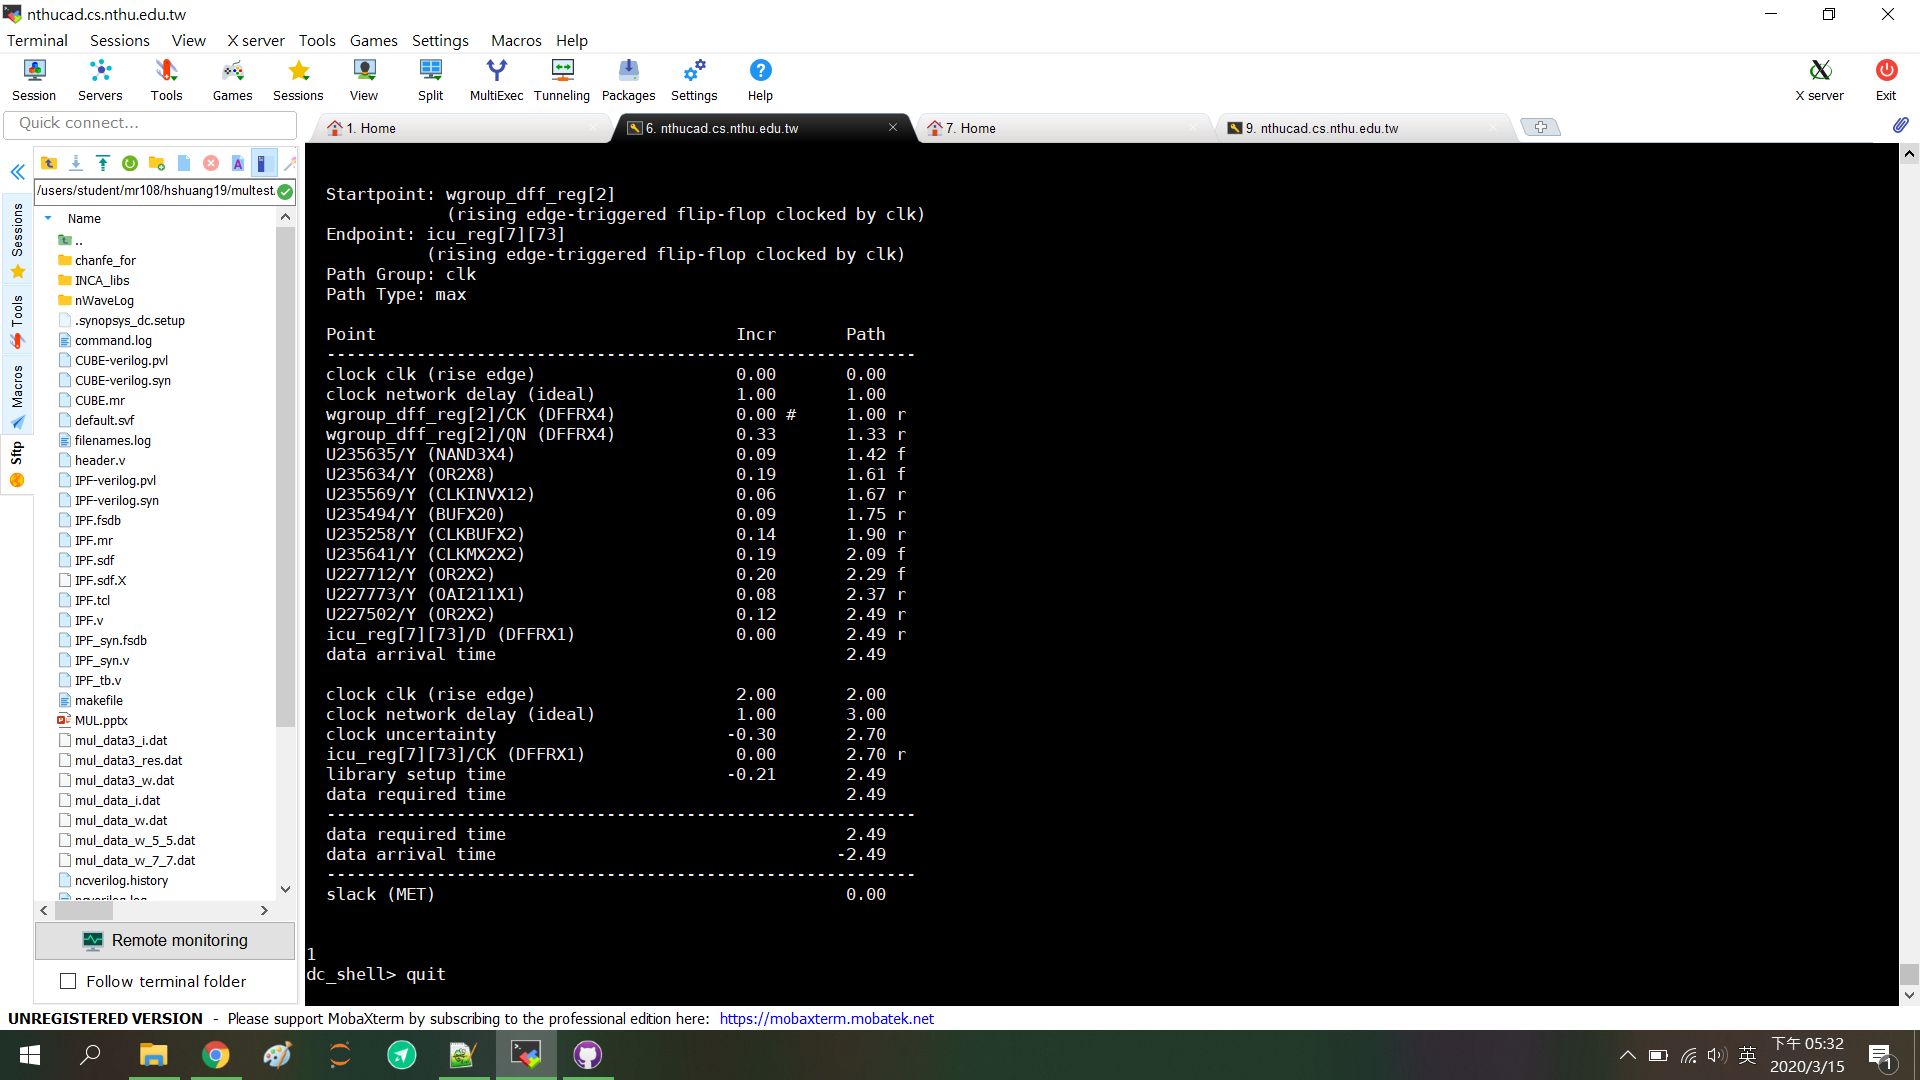 nthucad.cs.nthu.edu.tw
Terminal Sessions View X server Tools Games Settings Macros Help
Session Servers Tools Games Sessions View Split MultiExec Tunneling Packages Settings Help X server Exit
Quick connect...
1. Home
6. nthucad.cs.nthu.edu.tw
7. Home
9. nthucad.cs.nthu.edu.tw
/users/student/mr108/hshuang19/multest
Sessions
Tools
Macros
Sftp
Name
..
chanfe_for
INCA_libs
nWaveLog
.synopsys_dc.setup
command.log
CUBE-verilog.pvl
CUBE-verilog.syn
CUBE.mr
default.svf
filenames.log
header.v
IPF-verilog.pvl
IPF-verilog.syn
IPF.fsdb
IPF.mr
IPF.sdf
IPF.sdf.X
IPF.tcl
IPF.v
IPF_syn.fsdb
IPF_syn.v
IPF_tb.v
makefile
MUL.pptx
mul_data3_i.dat
mul_data3_res.dat
mul_data3_w.dat
mul_data_i.dat
mul_data_w.dat
mul_data_w_5_5.dat
mul_data_w_7_7.dat
ncverilog.history
Remote monitoring
Follow terminal folder
Startpoint: wgroup_dff_reg[2]
(rising edge-triggered flip-flop clocked by clk)
Endpoint: icu_reg[7][73]
(rising edge-triggered flip-flop clocked by clk)
Path Group: clk
Path Type: max
Point Incr Path
-----------------------------------------------------------
clock clk (rise edge) 0.00 0.00
clock network delay (ideal) 1.00 1.00
wgroup_dff_reg[2]/CK (DFFRX4) 0.00 # 1.00 r
wgroup_dff_reg[2]/QN (DFFRX4) 0.33 1.33 r
U235635/Y (NAND3X4) 0.09 1.42 f
U235634/Y (OR2X8) 0.19 1.61 f
U235569/Y (CLKINVX12) 0.06 1.67 r
U235494/Y (BUFX20) 0.09 1.75 r
U235258/Y (CLKBUFX2) 0.14 1.90 r
U235641/Y (CLKMX2X2) 0.19 2.09 f
U227712/Y (OR2X2) 0.20 2.29 f
U227773/Y (OAI211X1) 0.08 2.37 r
U227502/Y (OR2X2) 0.12 2.49 r
icu_reg[7][73]/D (DFFRX1) 0.00 2.49 r
data arrival time 2.49
clock clk (rise edge) 2.00 2.00
clock network delay (ideal) 1.00 3.00
clock uncertainty -0.30 2.70
icu_reg[7][73]/CK (DFFRX1) 0.00 2.70 r
library setup time -0.21 2.49
data required time 2.49
-----------------------------------------------------------
data required time 2.49
data arrival time -2.49
-----------------------------------------------------------
slack (MET) 0.00
1
dc_shell> quit
UNREGISTERED VERSION - Please support MobaXterm by subscribing to the professional edition here: https://mobaxterm.mobatek.net
英
下午 05:32
2020/3/15
1